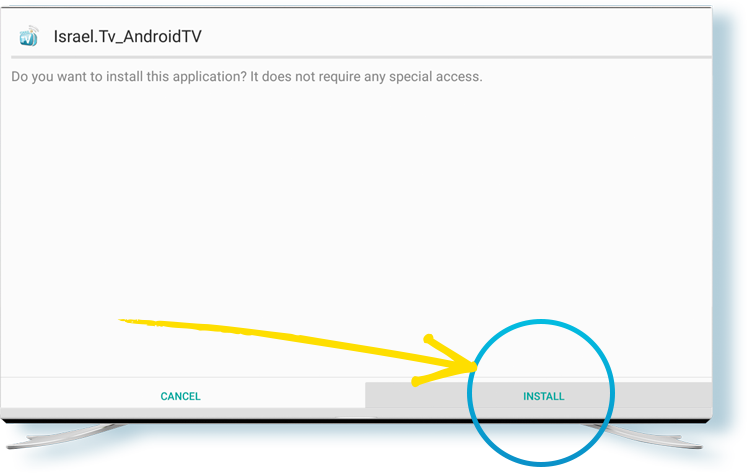 Israel.Tv_AndroidTV
Do you want to install this application? It does not require any special access.
CANCEL
INSTALL